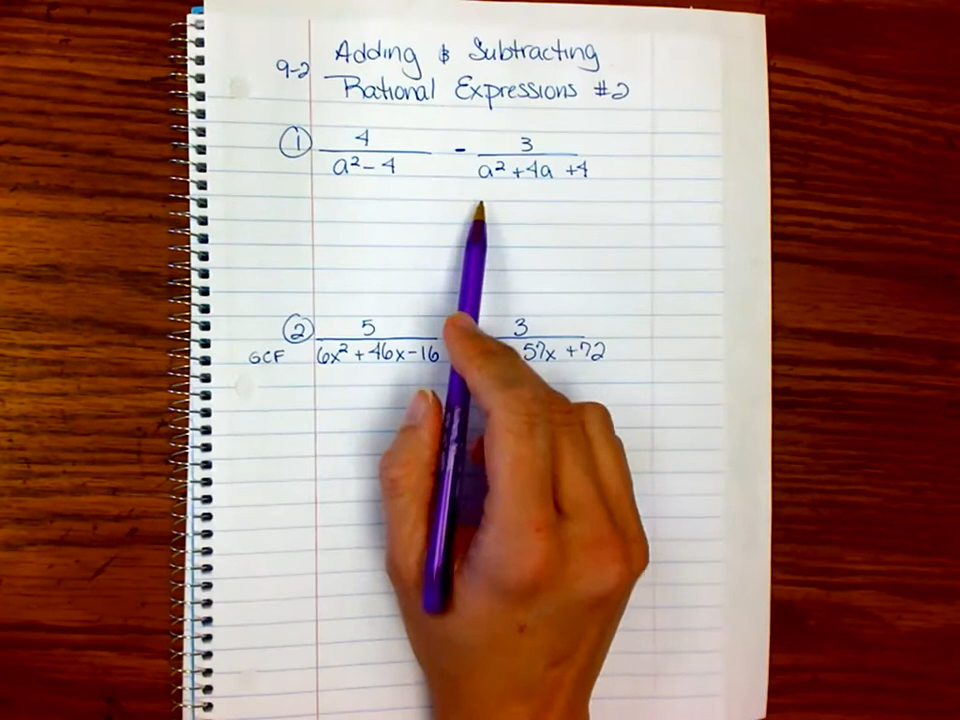 9-2 Adding & Subtracting
Rational Expressions #2
① 4 / (a² - 4) - 3 / (a² + 4a + 4)
② 5 3
GCF 6x² + 46x - 16 57x + 72